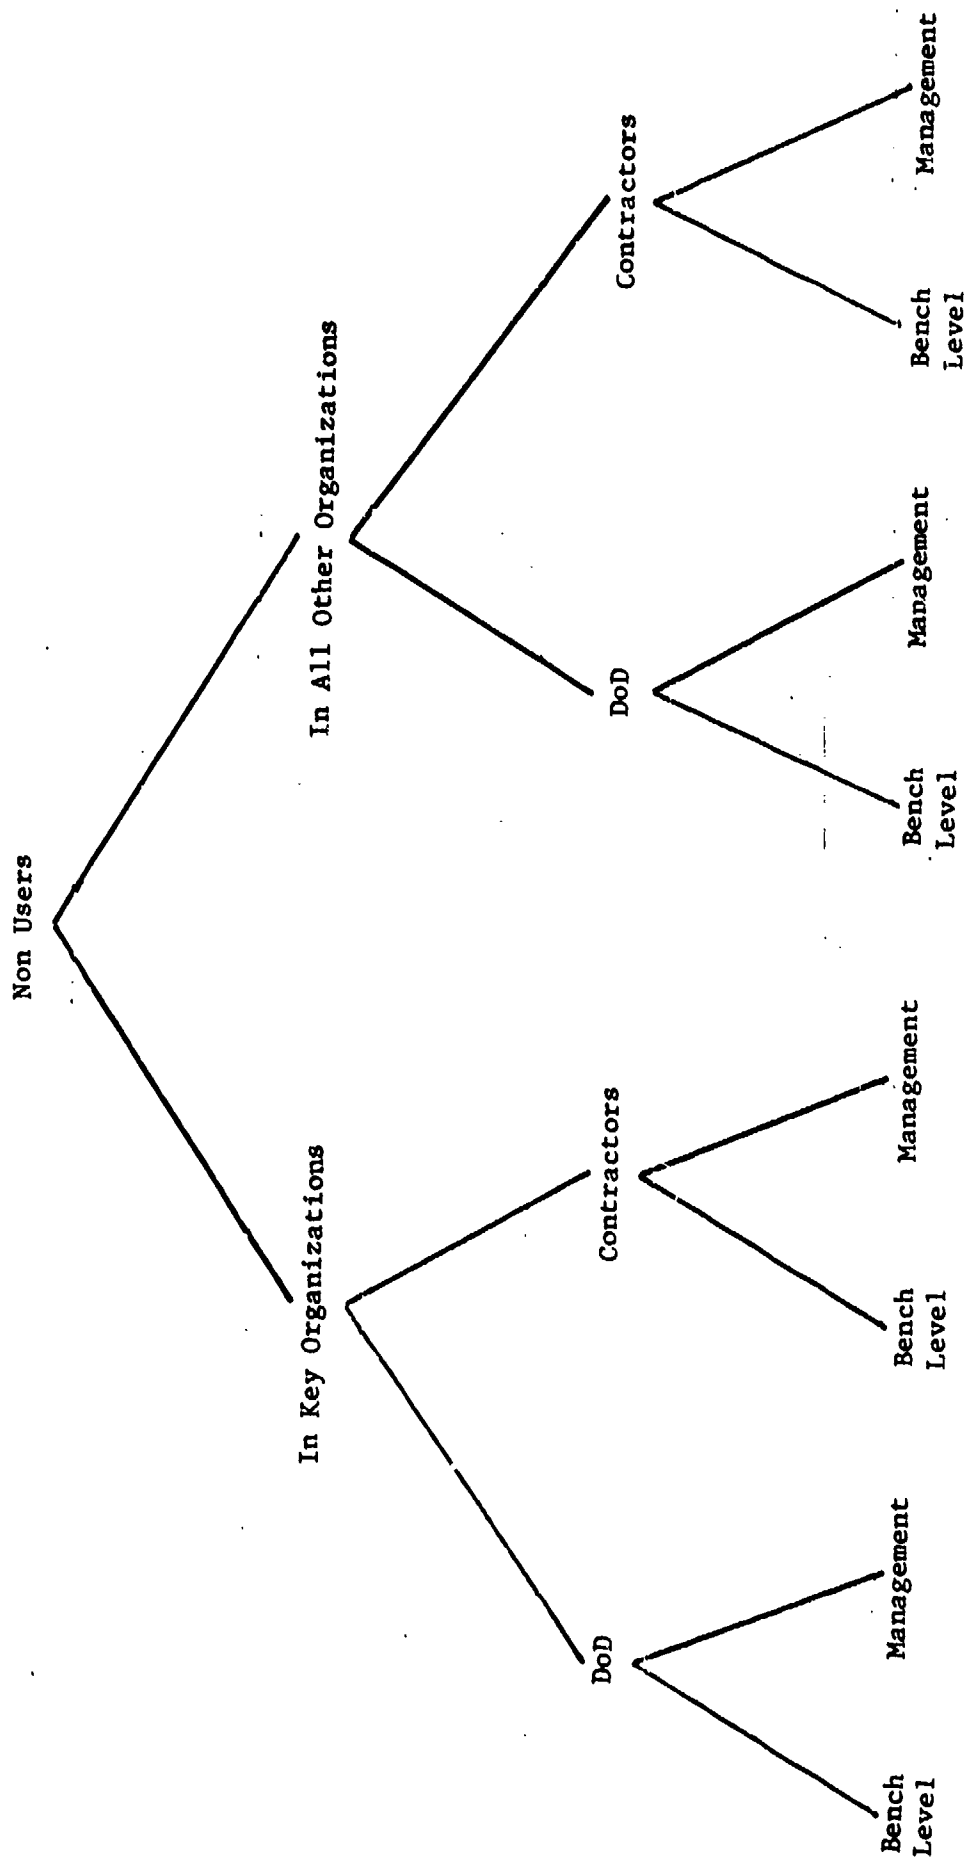 Non Users
In Key Organizations
In All Other Organizations
DoD
Contractors
DoD
Contractors
Bench
Level
Management
Bench
Level
Management
Bench
Level
Management
Bench
Level
Management